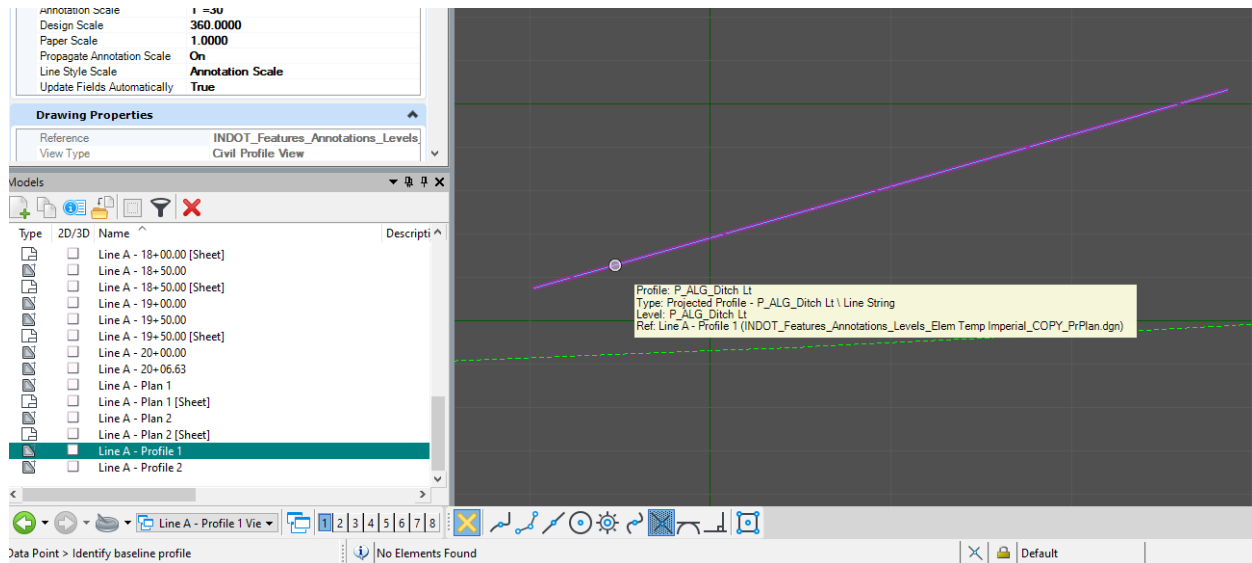 Annotation Scale 1"=30'
Design Scale 360.0000
Paper Scale 1.0000
Propagate Annotation Scale On
Line Style Scale Annotation Scale
Update Fields Automatically True
Drawing Properties
Reference INDOT_Features_Annotations_Levels_
View Type Civil Profile View
Models
Type 2D/3D Name Descripti
Line A - 18+00.00 [Sheet]
Line A - 18+50.00
Line A - 18+50.00 [Sheet]
Line A - 19+00.00
Line A - 19+50.00
Line A - 19+50.00 [Sheet]
Line A - 20+00.00
Line A - 20+06.63
Line A - Plan 1
Line A - Plan 1 [Sheet]
Line A - Plan 2
Line A - Plan 2 [Sheet]
Line A - Profile 1
Line A - Profile 2
Profile: P_ALG_Ditch Lt
Type: Projected Profile - P_ALG_Ditch Lt \ Line String
Level: P_ALG_Ditch Lt
Ref: Line A - Profile 1 (INDOT_Features_Annotations_Levels_Elem Temp Imperial_COPY_PrPlan.dgn)
Line A - Profile 1 Vie 1 2 3 4 5 6 7 8
Data Point > Identify baseline profile No Elements Found Default